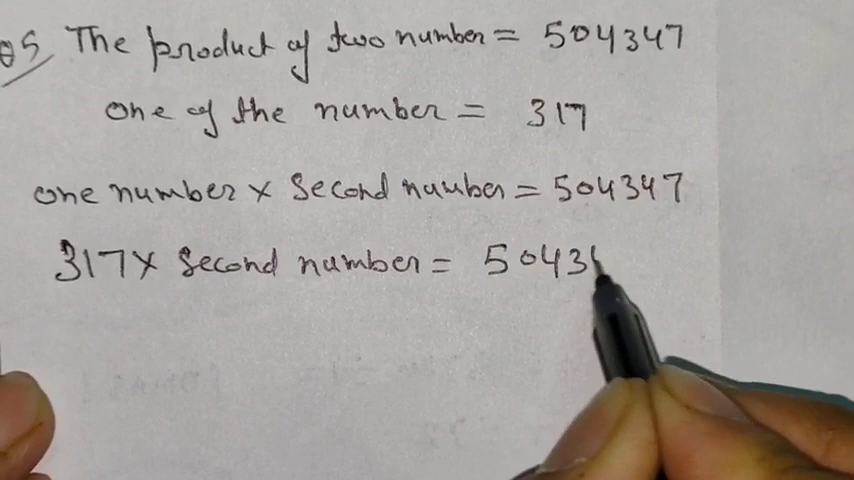 Q5 The product of two number = 504347
one of the number = 317
one number × second number = 504347
317 × second number = 5043